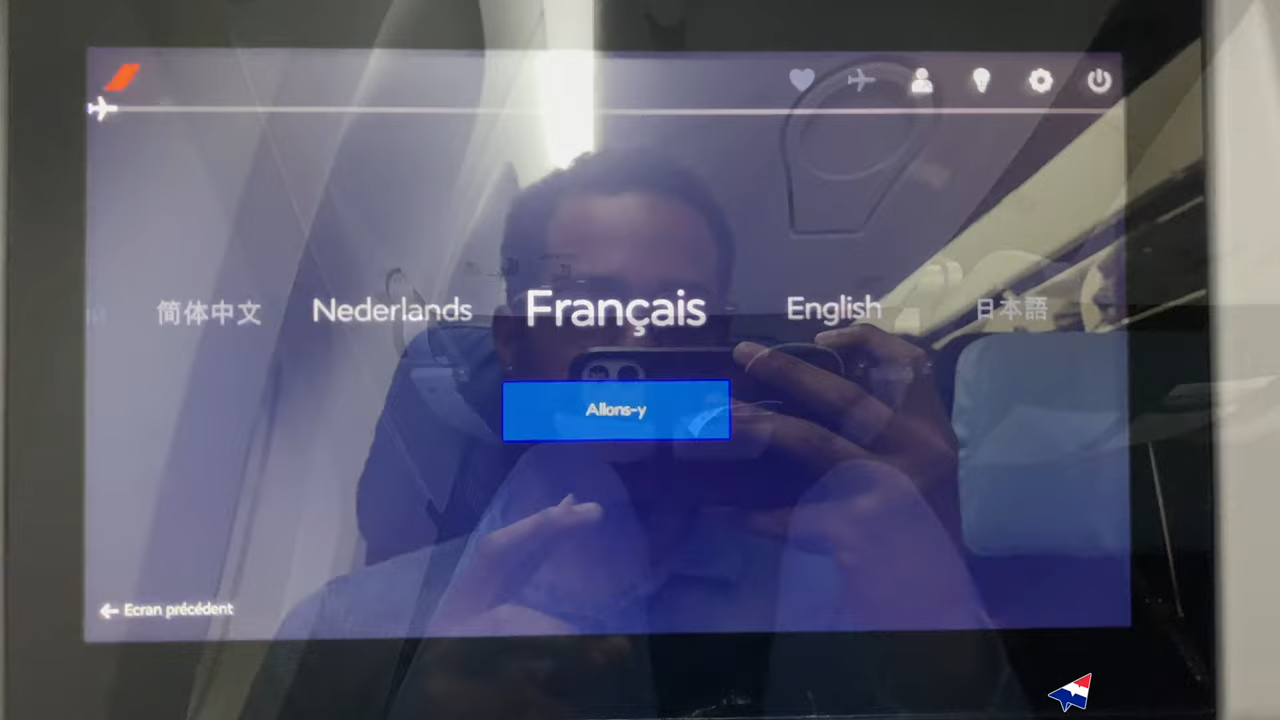 简体中文 Nederlands Français English 日本語
Allons-y
Ecran précédent